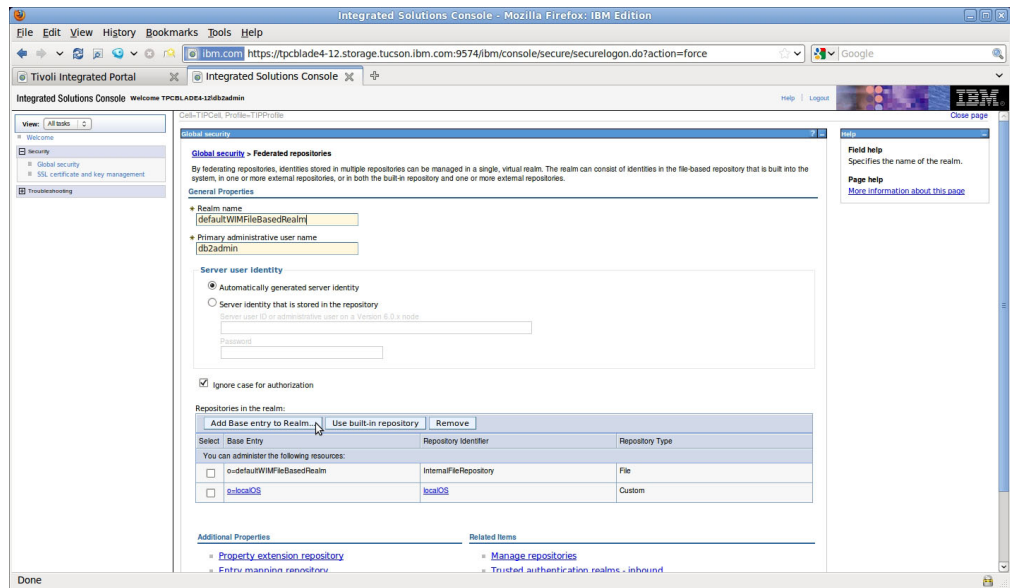 Integrated Solutions Console - Mozilla Firefox: IBM Edition
File Edit View History Bookmarks Tools Help
ibm.com https://tpcblade4-12.storage.tucson.ibm.com:9574/ibm/console/secure/securelogon.do?action=force
Google
Tivoli Integrated Portal
Integrated Solutions Console
Integrated Solutions Console Welcome TPCBLADE4-12\db2admin
Help | Logout
IBM.
View: All tasks
Welcome
Security
Global security
SSL certificate and key management
Troubleshooting
Cell=TIPCell, Profile=TIPProfile
Close page
Global security
Global security > Federated repositories
By federating repositories, identities stored in multiple repositories can be managed in a single, virtual realm. The realm can consist of identities in the file-based repository that is built into the
system, in one or more external repositories, or in both the built-in repository and one or more external repositories.
General Properties
Realm name
defaultWIMFileBasedRealm
Primary administrative user name
db2admin
Server user identity
Automatically generated server identity
Server identity that is stored in the repository
Server user ID or administrative user on a Version 6.0.x node
Password
Ignore case for authorization
Repositories in the realm:
Add Base entry to Realm... Use built-in repository Remove
Select Base Entry Repository Identifier Repository Type
You can administer the following resources:
o=defaultWIMFileBasedRealm InternalFileRepository File
o=localOS localOS Custom
Additional Properties
Related Items
Property extension repository
Manage repositories
Entry mapping repository
Trusted authentication realms - inbound
Help
Field help
Specifies the name of the realm.
Page help
More information about this page
Done